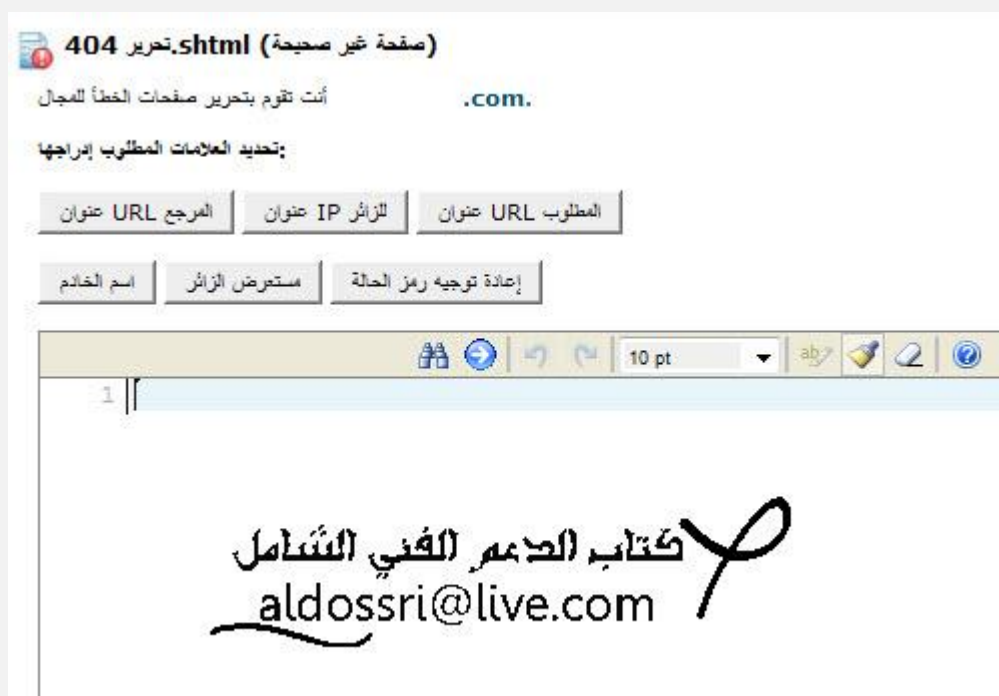 تحرير 404.shtml (صفحة غير صحيحة)
أنت تقوم بتحرير صفحات الخطأ للمجال .com.
تحديد العلامات المطلوب إدراجها:
المرجع URL عنوان للزائر IP عنوان المطلوب URL عنوان
اسم الخادم مستعرض الزائر إعادة توجيه رمز الحالة
10 pt
1
كتاب الدعم الفني الشامل
aldossri@live.com